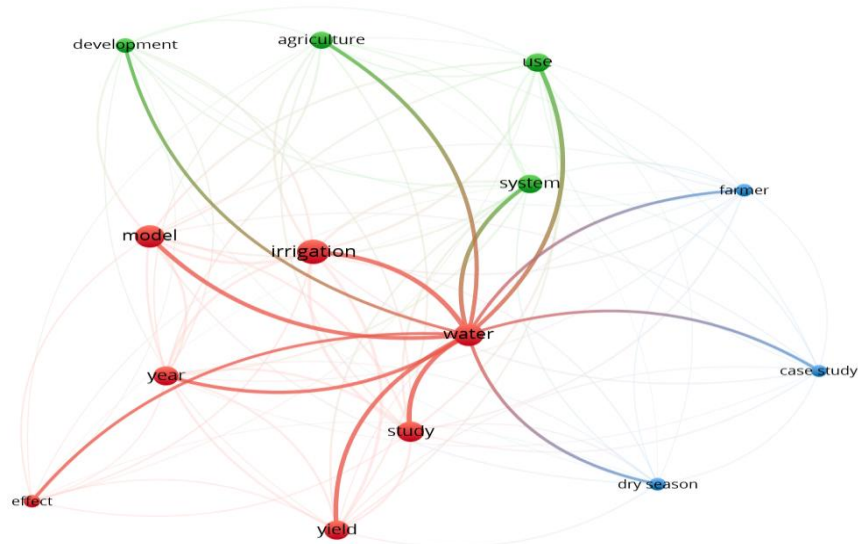 development
agriculture
use
system
farmer
model
irrigation
water
year
case study
study
dry season
effect
yield